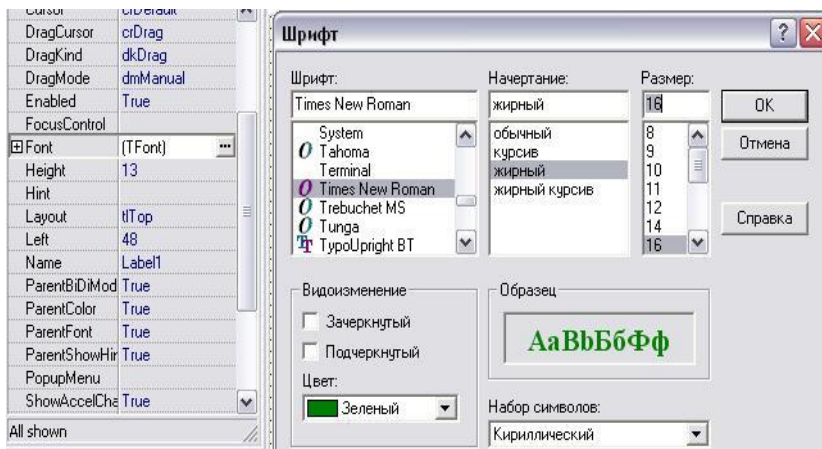 Cursor crDefault
DragCursor crDrag
DragKind dkDrag
DragMode dmManual
Enabled True
FocusControl
Font (TFont) ...
Height 13
Hint
Layout tlTop
Left 48
Name Label1
ParentBiDiMod True
ParentColor True
ParentFont True
ParentShowHir True
PopupMenu
ShowAccelCha True
All shown
Шрифт
Шрифт:
Times New Roman
System
Tahoma
Terminal
Times New Roman
Trebuchet MS
Tunga
TypoUpright BT
Начертание:
жирный
обычный
курсив
жирный
жирный курсив
Размер:
16
8
9
10
11
12
14
16
OK
Отмена
Справка
Видоизменение
Зачеркнутый
Подчеркнутый
Цвет:
Зеленый
Образец
АаВbБбФф
Набор символов:
Кириллический